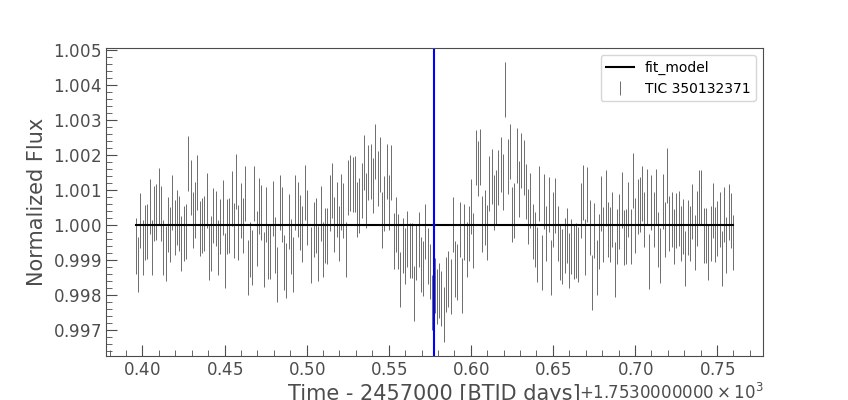 1.005
1.004
1.003
1.002
1.001
1.000
0.999
0.998
0.997
Normalized Flux
fit_model
TIC 350132371
0.40 0.45 0.50 0.55 0.60 0.65 0.70 0.75
Time - 2457000 [BTJD days]
+1.7530000000 × 10³